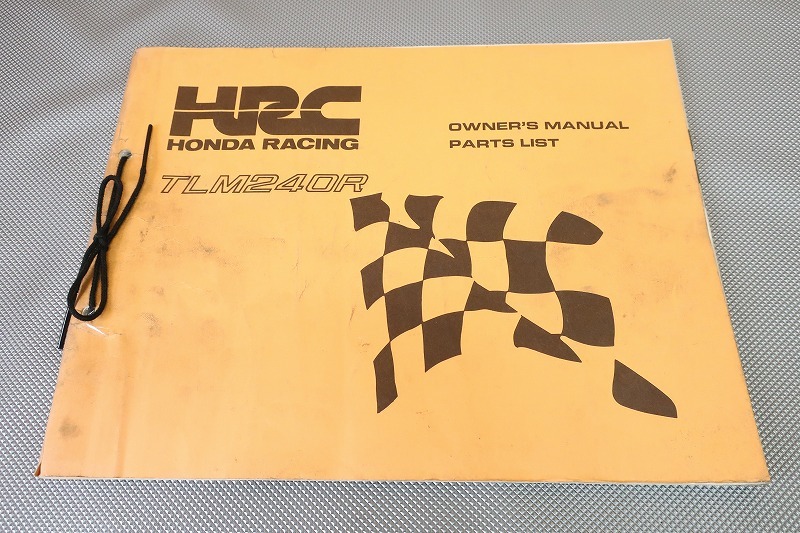 HRC
HONDA RACING
TLM240R
OWNER'S MANUAL
PARTS LIST